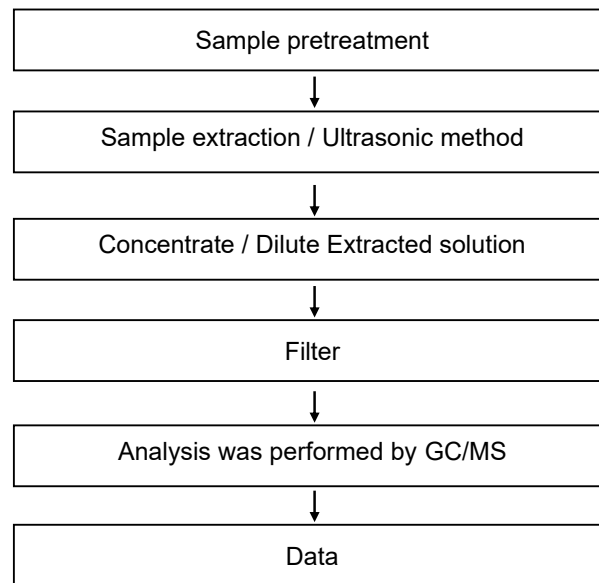 Sample pretreatment
Sample extraction / Ultrasonic method
Concentrate / Dilute Extracted solution
Filter
Analysis was performed by GC/MS
Data